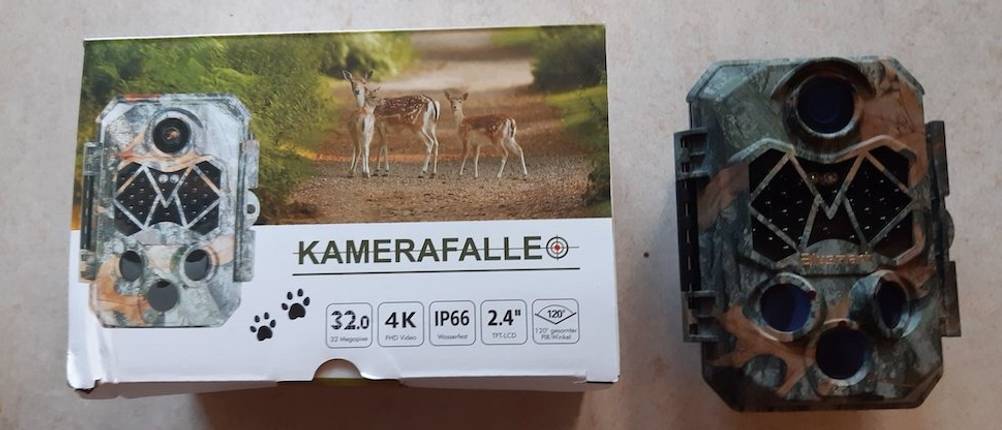 KAMERAFALLE
32.0
32 Megapixel
4K
FHD Video
IP66
Wasserfest
2.4"
TFT-LCD
120°
120° gesamter
PIR-Winkel